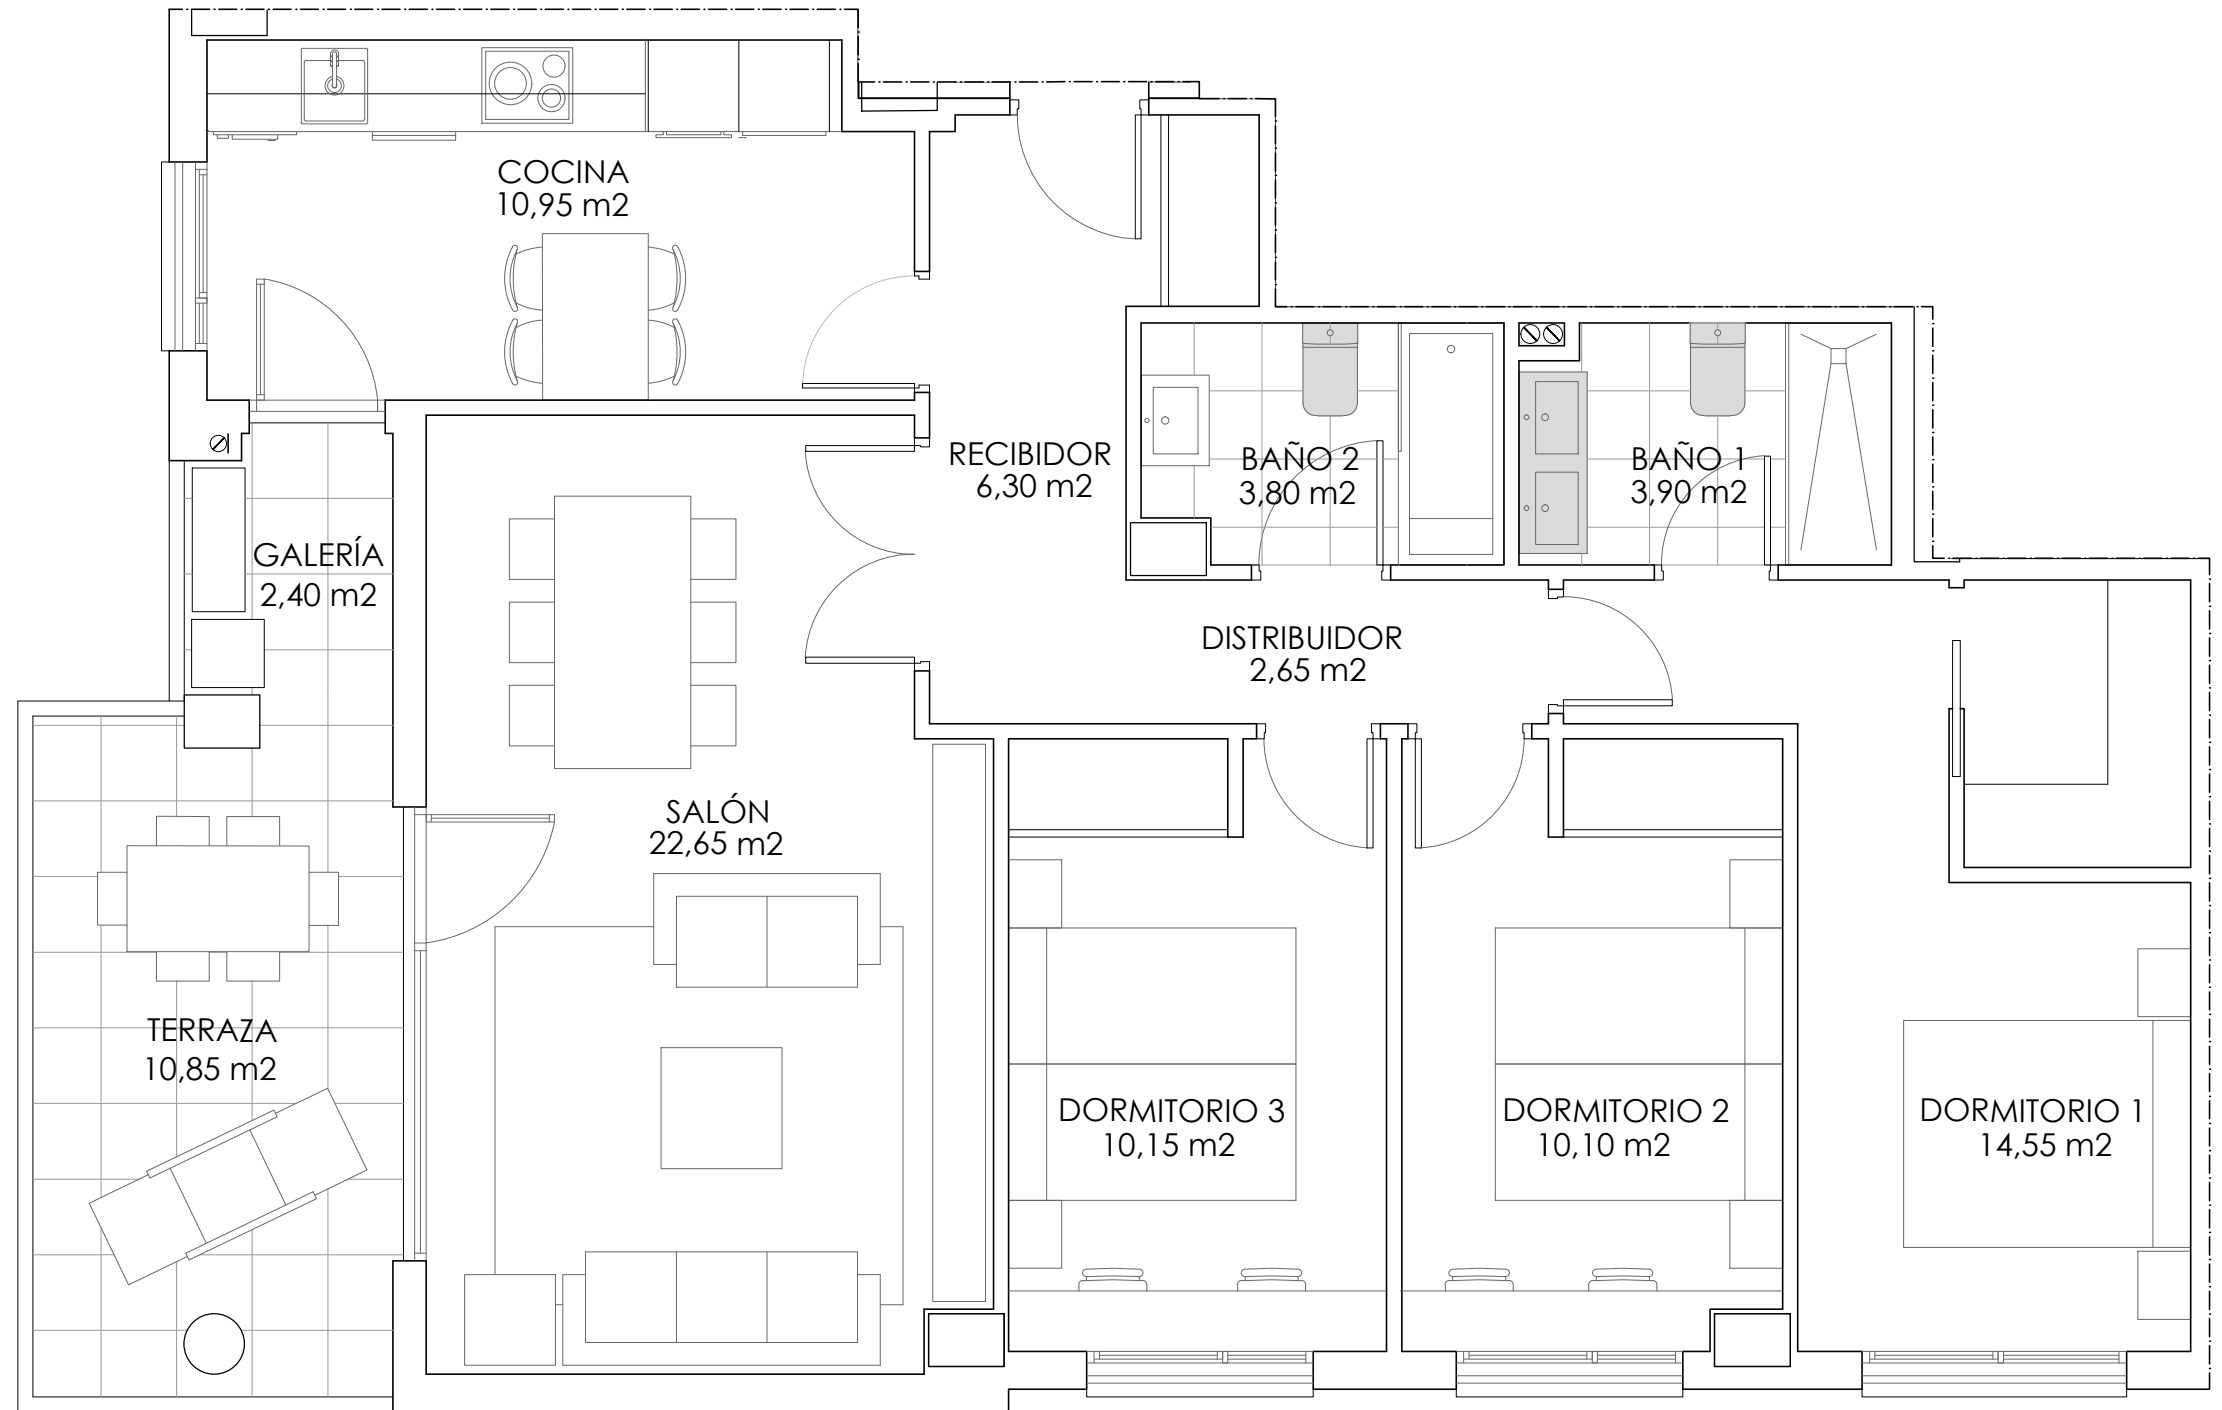 COCINA
10,95 m2
RECIBIDOR
6,30 m2
BAÑO 2
3,80 m2
BAÑO 1
3,90 m2
GALERÍA
2,40 m2
DISTRIBUIDOR
2,65 m2
SALÓN
22,65 m2
TERRAZA
10,85 m2
DORMITORIO 3
10,15 m2
DORMITORIO 2
10,10 m2
DORMITORIO 1
14,55 m2